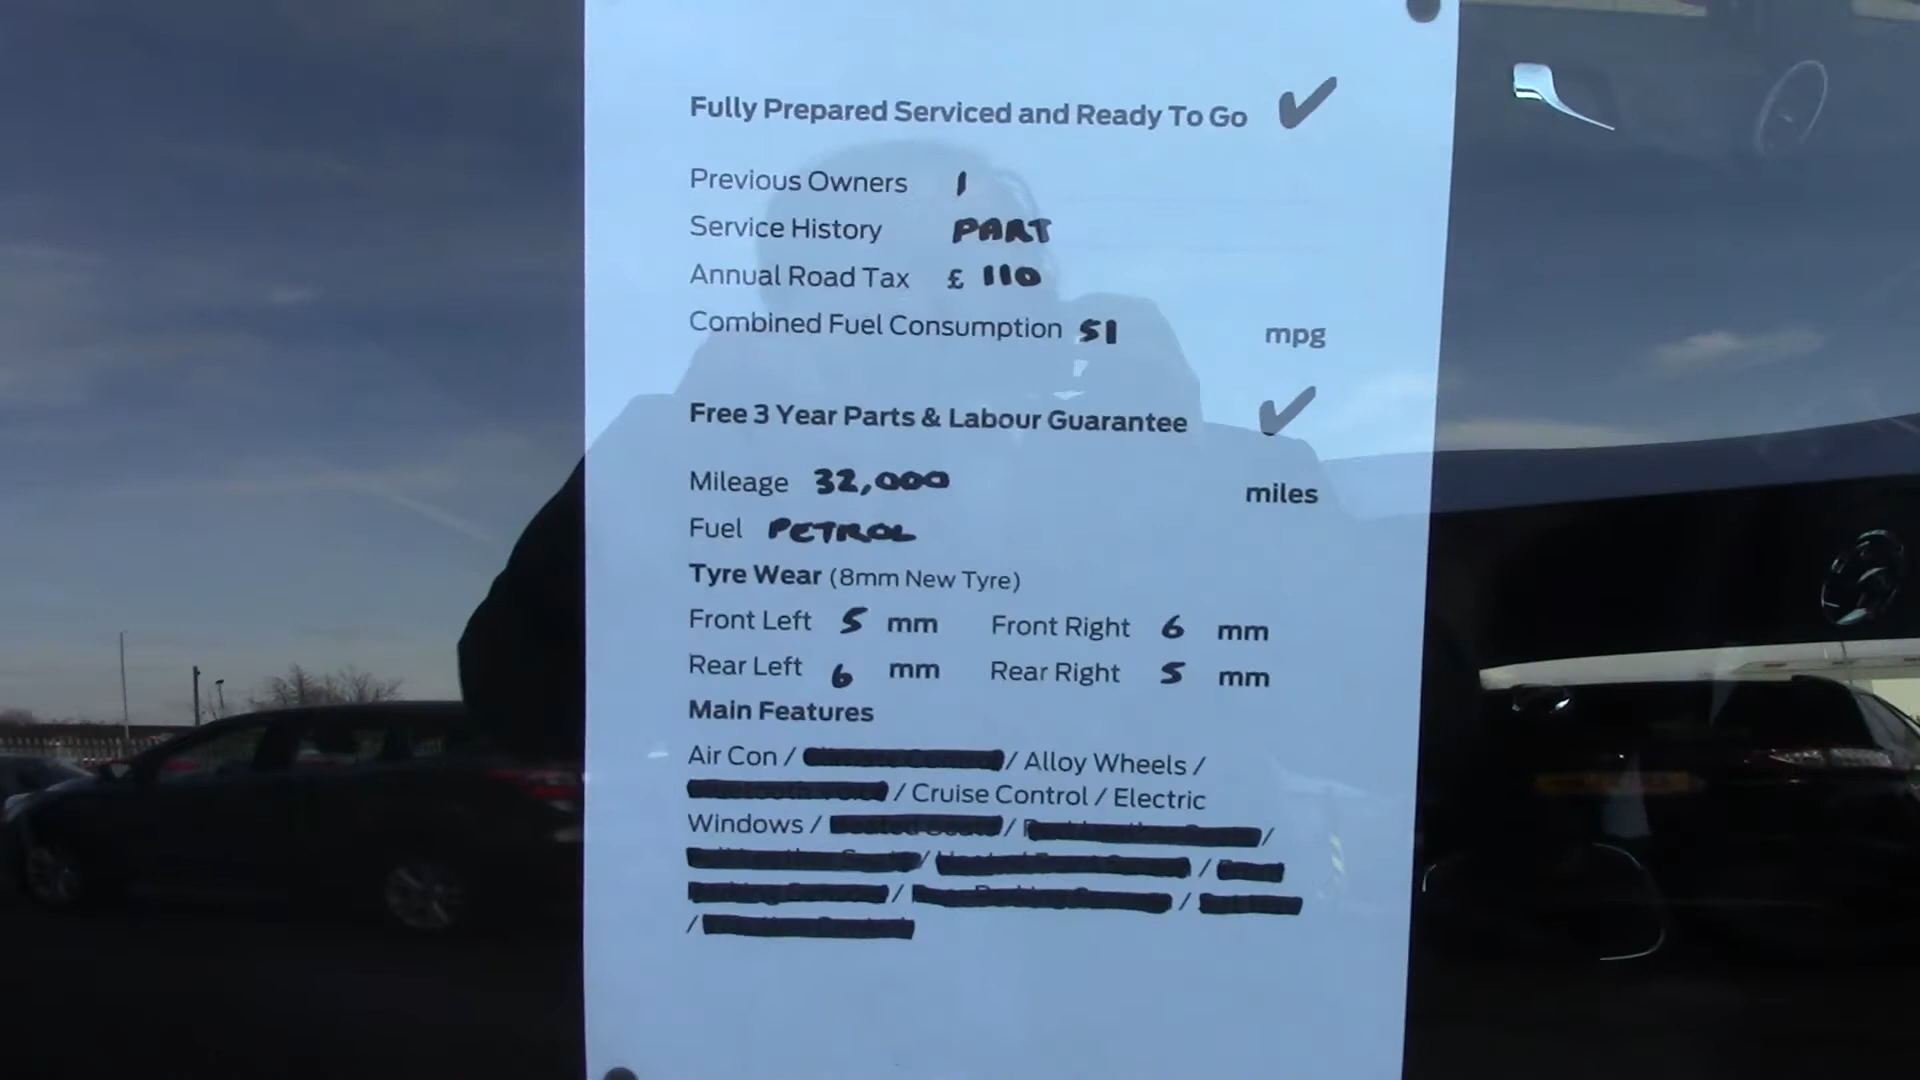 Fully Prepared Serviced and Ready To Go ✔
Previous Owners 1
Service History PART
Annual Road Tax £ 110
Combined Fuel Consumption 51 mpg
Free 3 Year Parts & Labour Guarantee ✔
Mileage 32,000 miles
Fuel PETROL
Tyre Wear (8mm New Tyre)
Front Left 5 mm Front Right 6 mm
Rear Left 6 mm Rear Right 5 mm
Main Features
Air Con / / Alloy Wheels /
/ Cruise Control / Electric
Windows / / /
/ /
/ /
/